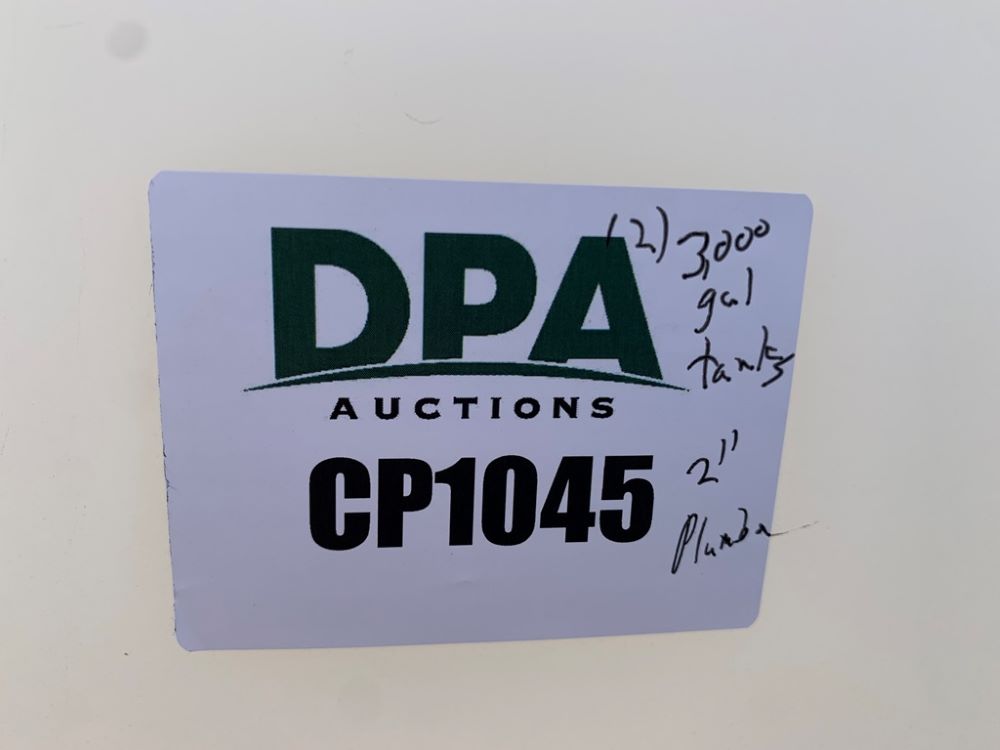 DPA
AUCTIONS
CP1045
(2) 3,000
gal
tanks
2"